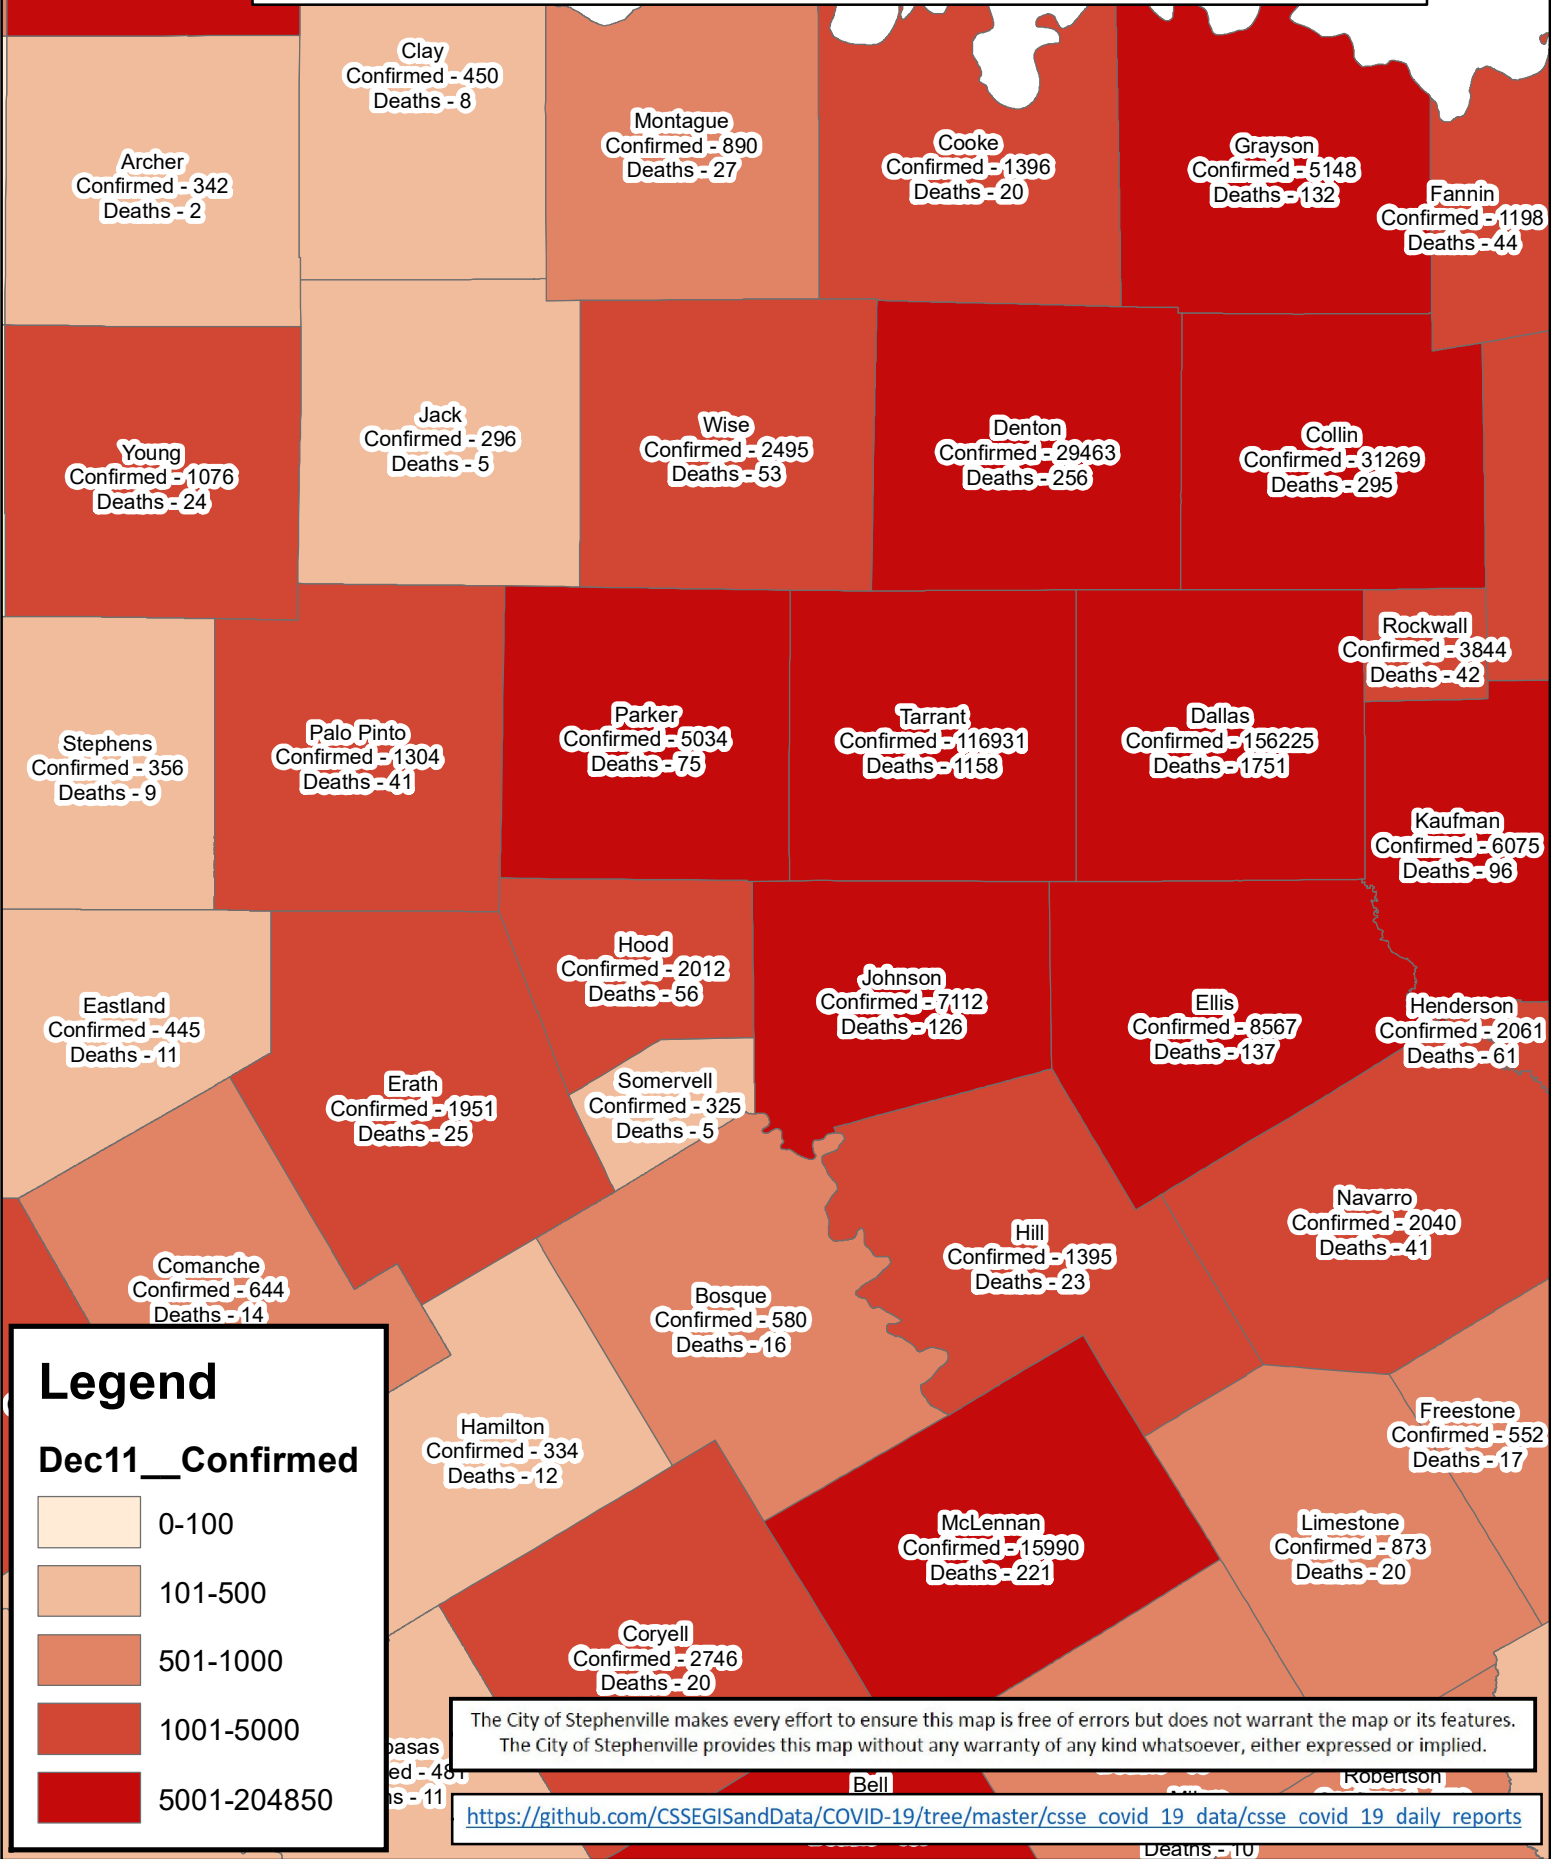 Clay
Confirmed - 450
Deaths - 8
Montague
Confirmed - 890
Deaths - 27
Cooke
Confirmed - 1396
Deaths - 20
Grayson
Confirmed - 5148
Deaths - 132
Archer
Confirmed - 342
Deaths - 2
Fannin
Confirmed - 1198
Deaths - 44
Young
Confirmed - 1076
Deaths - 24
Jack
Confirmed - 296
Deaths - 5
Wise
Confirmed - 2495
Deaths - 53
Denton
Confirmed - 29463
Deaths - 256
Collin
Confirmed - 31269
Deaths - 295
Rockwall
Confirmed - 3844
Deaths - 42
Stephens
Confirmed - 356
Deaths - 9
Palo Pinto
Confirmed - 1304
Deaths - 41
Parker
Confirmed - 5034
Deaths - 75
Tarrant
Confirmed - 116931
Deaths - 1158
Dallas
Confirmed - 156225
Deaths - 1751
Kaufman
Confirmed - 6075
Deaths - 96
Eastland
Confirmed - 445
Deaths - 11
Hood
Confirmed - 2012
Deaths - 56
Johnson
Confirmed - 7112
Deaths - 126
Ellis
Confirmed - 8567
Deaths - 137
Henderson
Confirmed - 2061
Deaths - 61
Erath
Confirmed - 1951
Deaths - 25
Somervell
Confirmed - 325
Deaths - 5
Comanche
Confirmed - 644
Deaths - 14
Bosque
Confirmed - 580
Deaths - 16
Hill
Confirmed - 1395
Deaths - 23
Navarro
Confirmed - 2040
Deaths - 41
Hamilton
Confirmed - 334
Deaths - 12
McLennan
Confirmed - 15990
Deaths - 221
Limestone
Confirmed - 873
Deaths - 20
Freestone
Confirmed - 552
Deaths - 17
Coryell
Confirmed - 2746
Deaths - 20
Legend
Dec11__Confirmed
0-100
101-500
501-1000
1001-5000
5001-204850
pasas
ed - 481
hs - 11
The City of Stephenville makes every effort to ensure this map is free of errors but does not warrant the map or its features.
The City of Stephenville provides this map without any warranty of any kind whatsoever, either expressed or implied.
Bell
Robertson
https://github.com/CSSEGISandData/COVID-19/tree/master/csse_covid_19_data/csse_covid_19_daily_reports
Deaths - 10